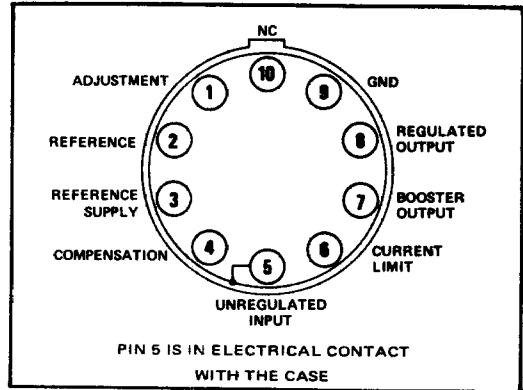 NC
ADJUSTMENT
1
10
9
GND
REFERENCE
2
8
REGULATED
OUTPUT
REFERENCE
SUPPLY
3
7
BOOSTER
OUTPUT
COMPENSATION
4
5
6
CURRENT
LIMIT
UNREGULATED
INPUT
PIN 5 IS IN ELECTRICAL CONTACT
WITH THE CASE